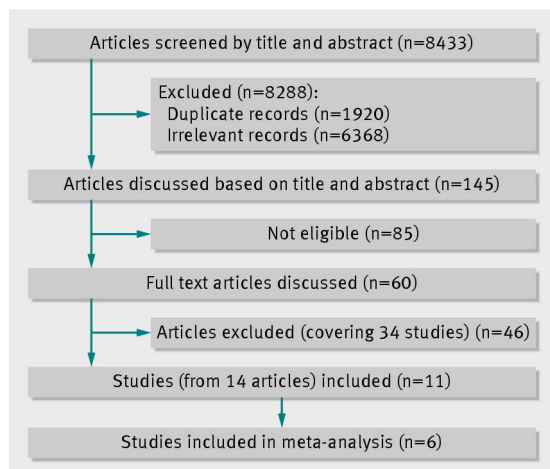 Articles screened by title and abstract (n=8433)
Excluded (n=8288):
Duplicate records (n=1920)
Irrelevant records (n=6368)
Articles discussed based on title and abstract (n=145)
Not eligible (n=85)
Full text articles discussed (n=60)
Articles excluded (covering 34 studies) (n=46)
Studies (from 14 articles) included (n=11)
Studies included in meta-analysis (n=6)